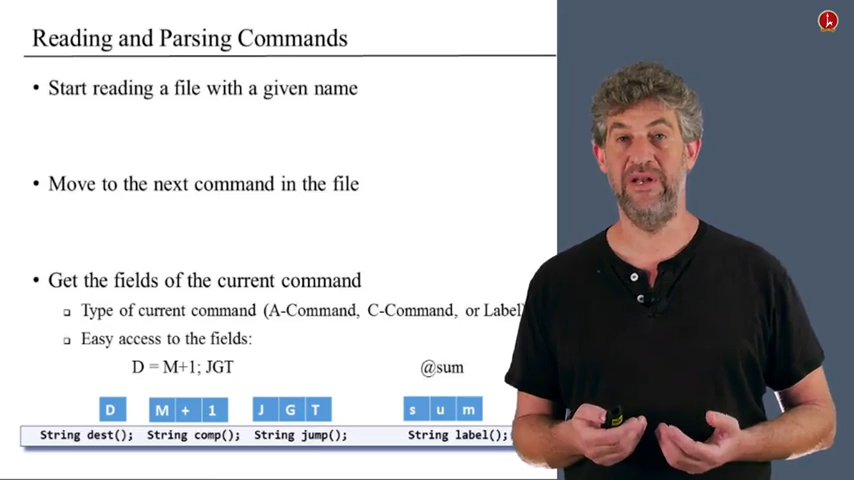 Reading and Parsing Commands
• Start reading a file with a given name
• Move to the next command in the file
• Get the fields of the current command
❑ Type of current command (A-Command, C-Command, or Label)
❑ Easy access to the fields:
D = M+1; JGT @sum
D M + 1 J G T s u m
String dest(); String comp(); String jump(); String label();